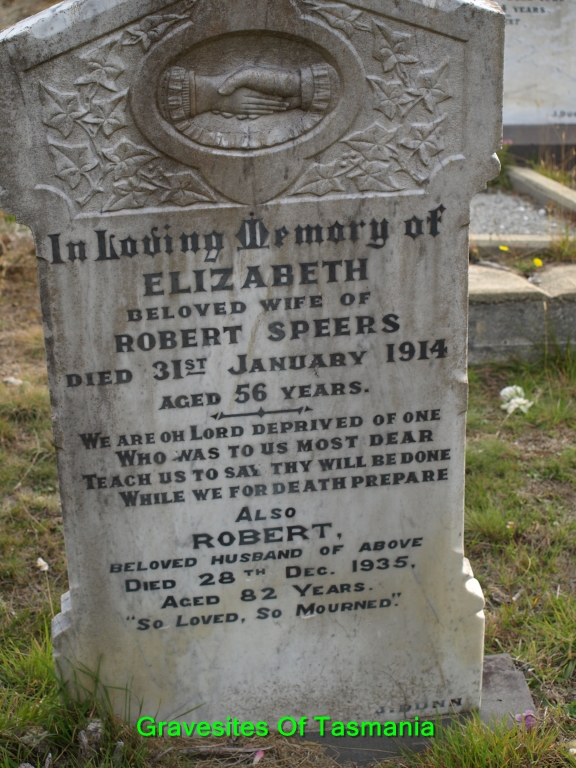 In Loving Memory of
ELIZABETH
BELOVED WIFE OF
ROBERT SPEERS
DIED 31ST JANUARY 1914
AGED 56 YEARS.
WE ARE OH LORD DEPRIVED OF ONE
WHO WAS TO US MOST DEAR
TEACH US TO SAY THY WILL BE DONE
WHILE WE FOR DEATH PREPARE
ALSO
ROBERT,
BELOVED HUSBAND OF ABOVE
DIED 28TH DEC. 1935,
AGED 82 YEARS.
"SO LOVED, SO MOURNED".
J. DUNN
Gravesites Of Tasmania
YEARS.